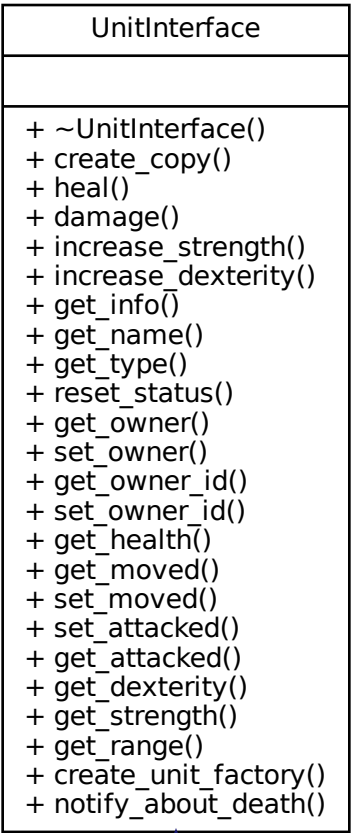 UnitInterface
+ ~UnitInterface()
+ create_copy()
+ heal()
+ damage()
+ increase_strength()
+ increase_dexterity()
+ get_info()
+ get_name()
+ get_type()
+ reset_status()
+ get_owner()
+ set_owner()
+ get_owner_id()
+ set_owner_id()
+ get_health()
+ get_moved()
+ set_moved()
+ set_attacked()
+ get_attacked()
+ get_dexterity()
+ get_strength()
+ get_range()
+ create_unit_factory()
+ notify_about_death()